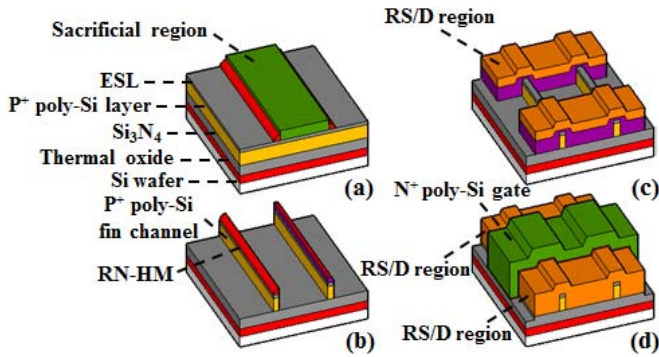 Sacrificial region
ESL
P⁺ poly-Si layer
Si₃N₄
Thermal oxide
Si wafer
(a)
P⁺ poly-Si
fin channel
RN-HM
(b)
RS/D region
(c)
N⁺ poly-Si gate
RS/D region
RS/D region
(d)